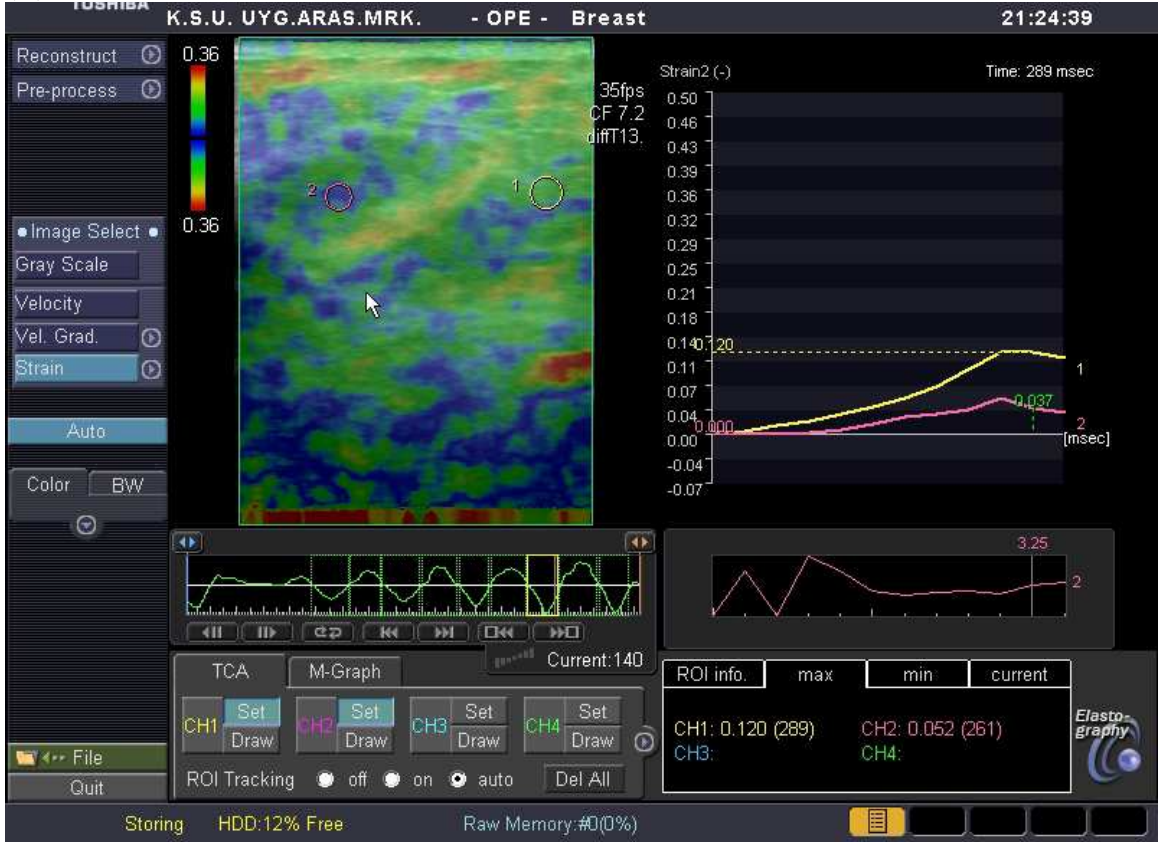 TOSHIBA
K.S.U. UYG.ARAS.MRK. - OPE - Breast 21:24:39
Reconstruct
Pre-process
Image Select
Gray Scale
Velocity
Vel. Grad.
Strain
Auto
Color BW
File
Quit
0.36
0.36
35fps
CF 7.2
diffT13.
2
1
Strain2 (-) Time: 289 msec
0.50
0.46
0.43
0.39
0.36
0.32
0.29
0.25
0.21
0.18
0.14 0.120
0.11
0.07
0.04
0.00
-0.04
-0.07
0.000
0.037
1
2
[msec]
3.25
2
Current:140
TCA M-Graph
CH1 Set Draw
CH2 Set Draw
CH3 Set Draw
CH4 Set Draw
ROI Tracking off on auto Del All
ROI info. max min current
CH1: 0.120 (289) CH2: 0.052 (261)
CH3: CH4:
Elasto-
graphy
Storing HDD:12% Free Raw Memory:#0(0%)